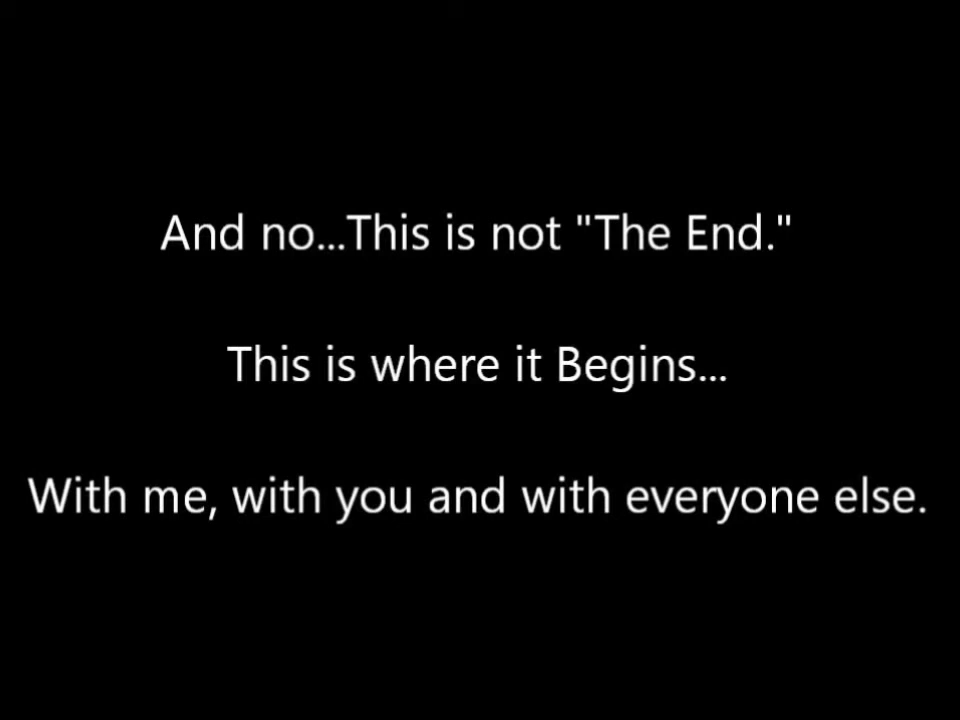 And no...This is not "The End."
This is where it Begins...
With me, with you and with everyone else.